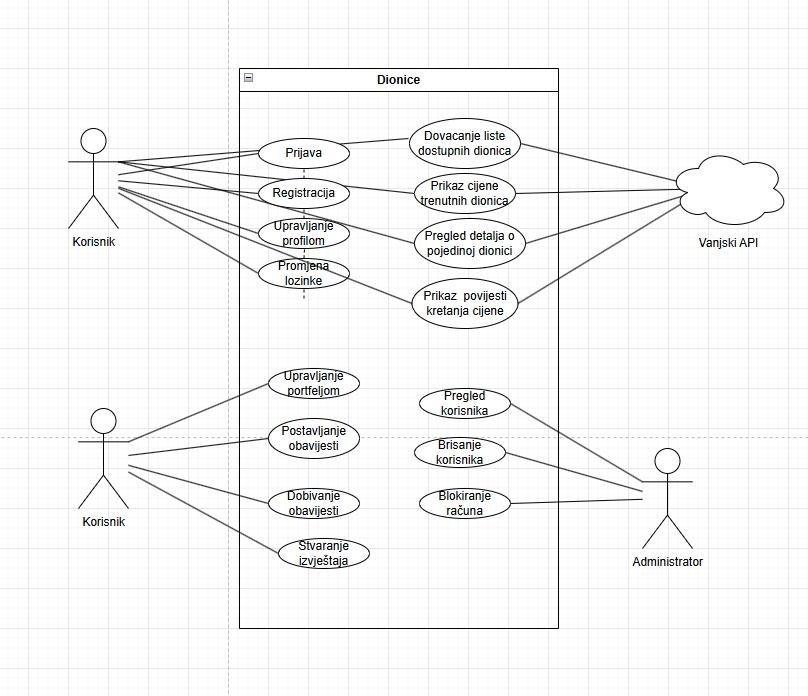 Dionice
Prijava
Registracija
Upravljanje
profilom
Promjena
lozinke
Dovacanje liste
dostupnih dionica
Prikaz cijene
trenutnih dionica
Pregled detalja o
pojedinoj dionici
Prikaz povijesti
kretanja cijene
Korisnik
Vanjski API
Upravljanje
portfeljom
Postavljanje
obavijesti
Dobivanje
obavijesti
Stvaranje
izvještaja
Pregled
korisnika
Brisanje
korisnika
Blokiranje
računa
Korisnik
Administrator